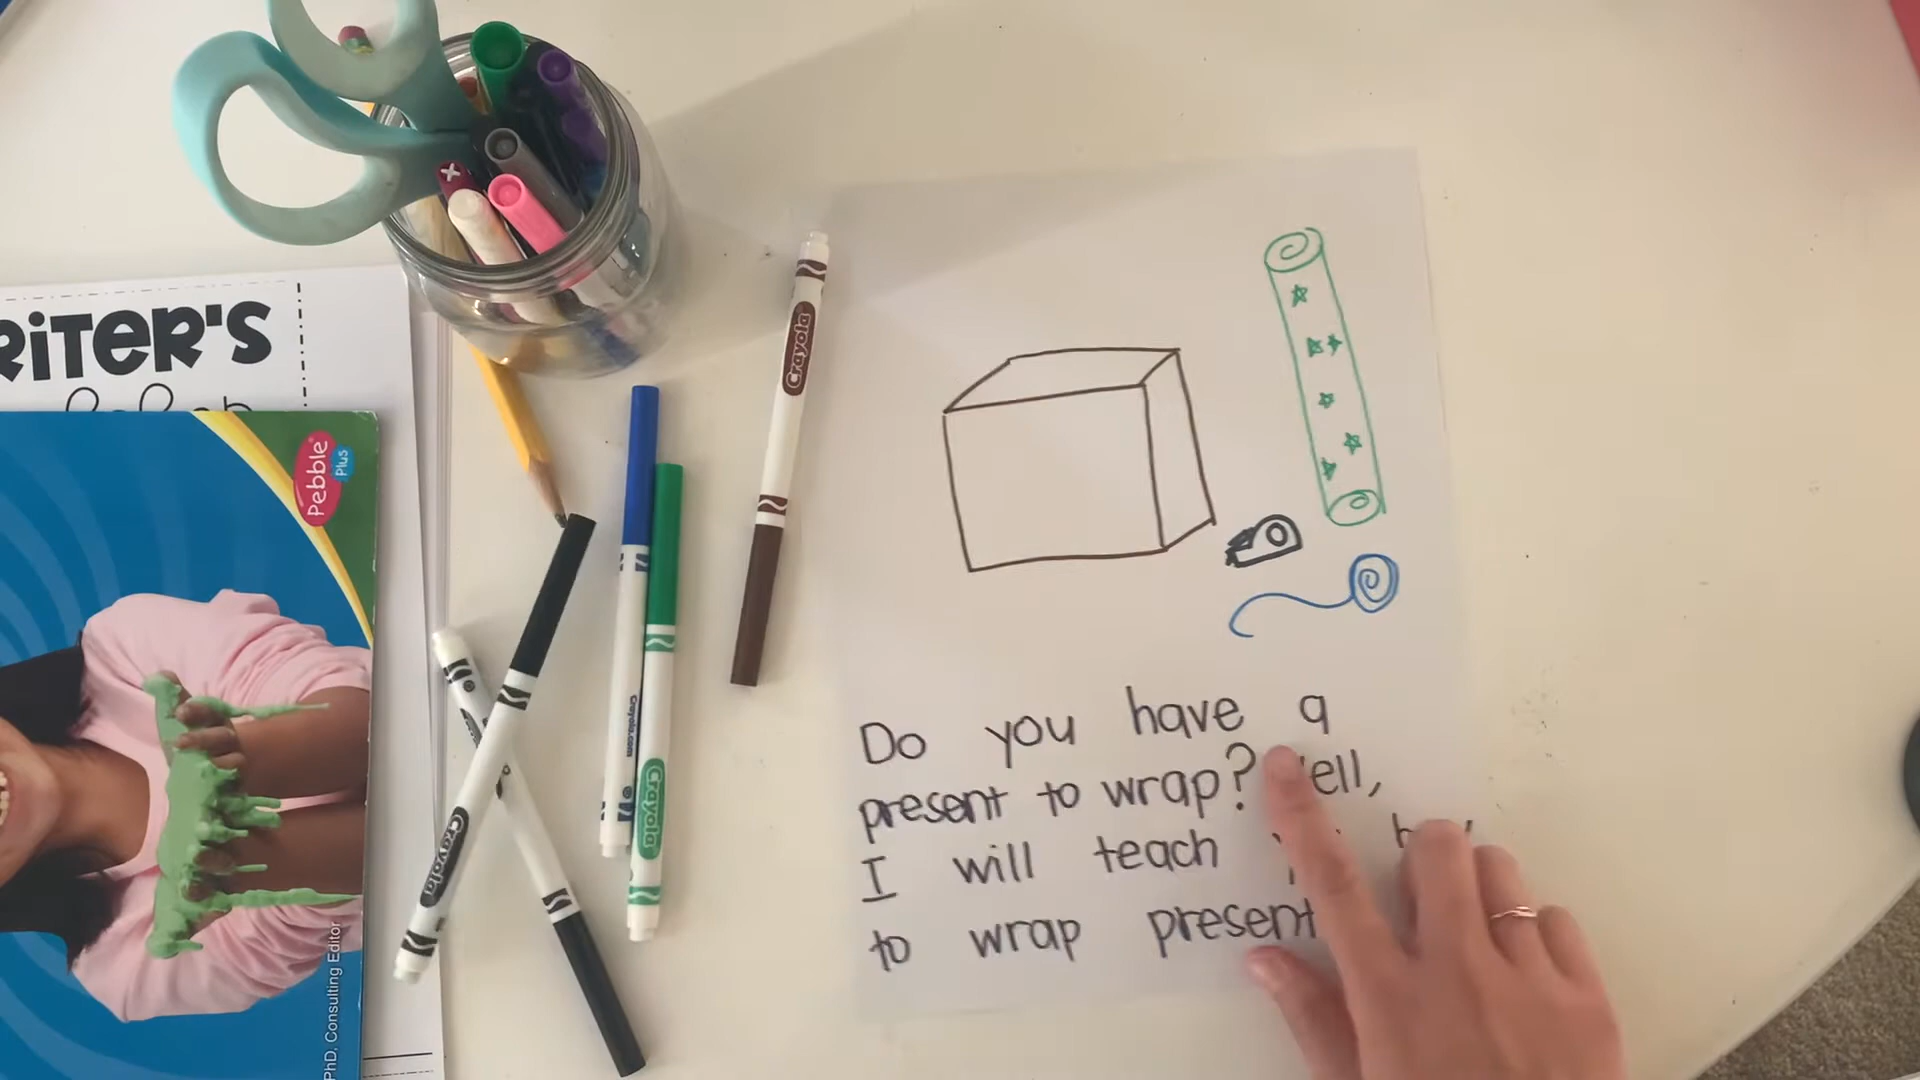 RITER'S
Pebble
Plus
PhD, Consulting Editor
Crayola
Crayola
Crayola.com
Crayola
Do you have a
present to wrap?
I will teach
to wrap present